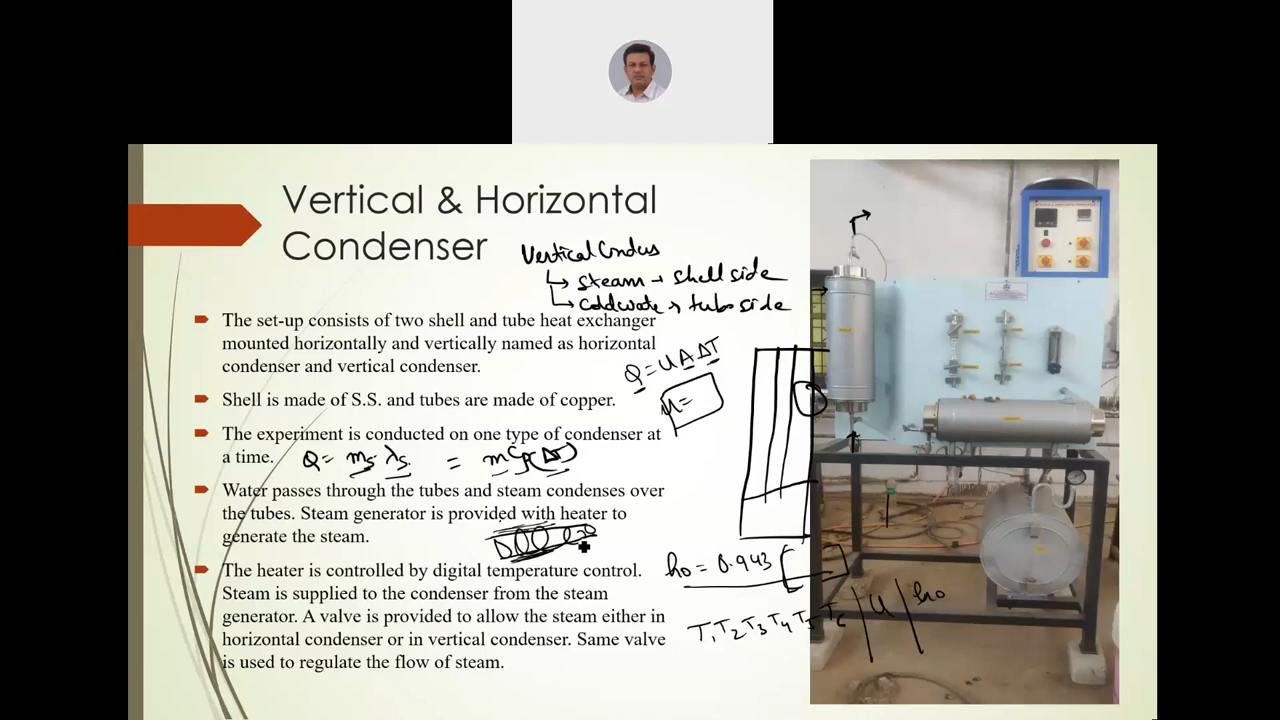 Vertical & Horizontal
Condenser
Vertical Condens
steam → shell side
Coldwate → tube side
The set-up consists of two shell and tube heat exchanger
mounted horizontally and vertically named as horizontal
condenser and vertical condenser.
Q = U A ΔT
U =
Shell is made of S.S. and tubes are made of copper.
The experiment is conducted on one type of condenser at
a time.
Q = ms λs = m Cp (ΔT)
Water passes through the tubes and steam condenses over
the tubes. Steam generator is provided with heater to
generate the steam.
ho = 0.943 [
The heater is controlled by digital temperature control.
Steam is supplied to the condenser from the steam
generator. A valve is provided to allow the steam either in
horizontal condenser or in vertical condenser. Same valve
is used to regulate the flow of steam.
T1 T2 T3 T4 T5 T6 | U | ho